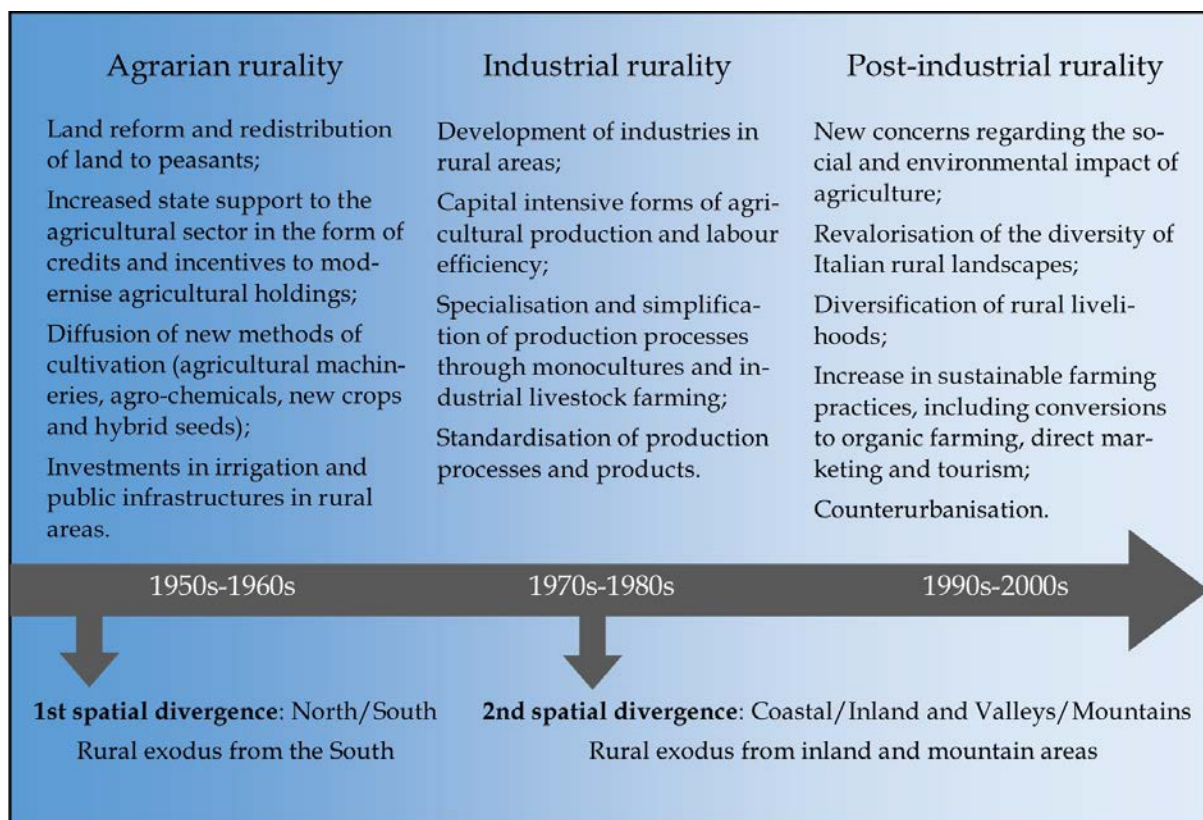 Agrarian rurality
Land reform and redistribution
of land to peasants;
Increased state support to the
agricultural sector in the form of
credits and incentives to mod-
ernise agricultural holdings;
Diffusion of new methods of
cultivation (agricultural machin-
eries, agro-chemicals, new crops
and hybrid seeds);
Investments in irrigation and
public infrastructures in rural
areas.
Industrial rurality
Development of industries in
rural areas;
Capital intensive forms of agri-
cultural production and labour
efficiency;
Specialisation and simplifica-
tion of production processes
through monocultures and in-
dustrial livestock farming;
Standardisation of production
processes and products.
Post-industrial rurality
New concerns regarding the so-
cial and environmental impact of
agriculture;
Revalorisation of the diversity of
Italian rural landscapes;
Diversification of rural liveli-
hoods;
Increase in sustainable farming
practices, including conversions
to organic farming, direct mar-
keting and tourism;
Counterurbanisation.
1950s-1960s
1970s-1980s
1990s-2000s
1st spatial divergence: North/South
Rural exodus from the South
2nd spatial divergence: Coastal/Inland and Valleys/Mountains
Rural exodus from inland and mountain areas